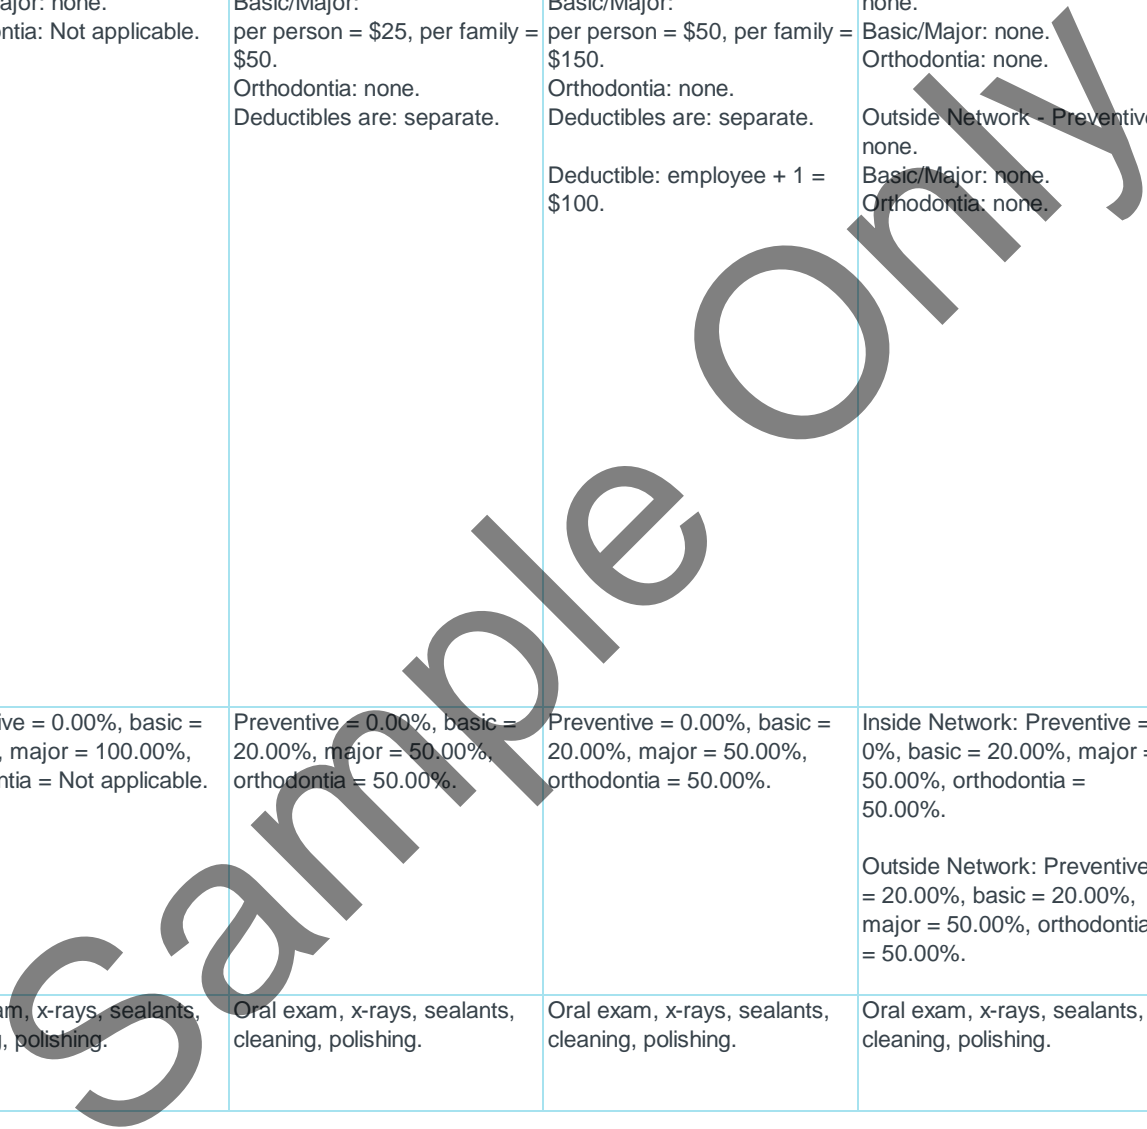 ajor: none.
ntia: Not applicable.
Basic/Major:
per person = $25, per family =
$50.
Orthodontia: none.
Deductibles are: separate.
Basic/Major:
per person = $50, per family =
$150.
Orthodontia: none.
Deductibles are: separate.
Deductible: employee + 1 =
$100.
none.
Basic/Major: none.
Orthodontia: none.
Outside Network - Preventive
none.
Basic/Major: none.
Orthodontia: none.
ive = 0.00%, basic =
, major = 100.00%,
ntia = Not applicable.
Preventive = 0.00%, basic =
20.00%, major = 50.00%,
orthodontia = 50.00%.
Preventive = 0.00%, basic =
20.00%, major = 50.00%,
orthodontia = 50.00%.
Inside Network: Preventive =
0%, basic = 20.00%, major =
50.00%, orthodontia =
50.00%.
Outside Network: Preventive
= 20.00%, basic = 20.00%,
major = 50.00%, orthodontia
= 50.00%.
am, x-rays, sealants,
, polishing.
Oral exam, x-rays, sealants,
cleaning, polishing.
Oral exam, x-rays, sealants,
cleaning, polishing.
Oral exam, x-rays, sealants,
cleaning, polishing.
Sample Only